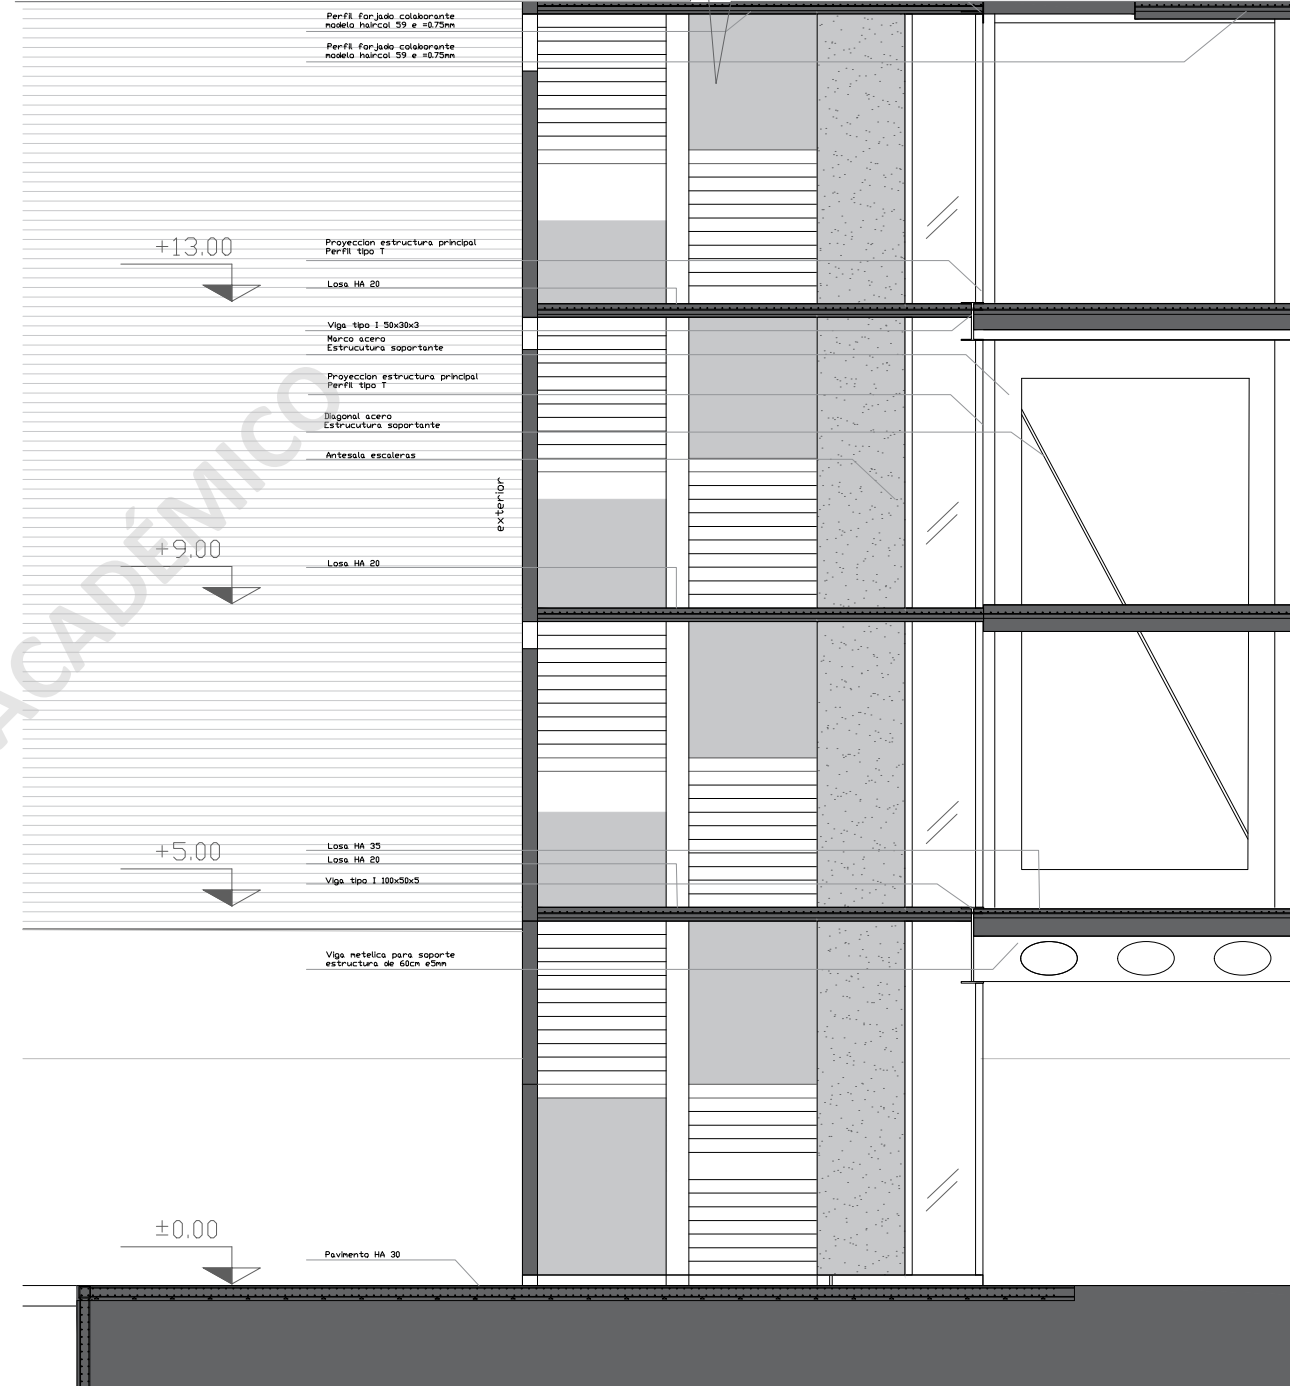 Perfil forjado colaborante
modelo haircol 59 e =0.75mm
Perfil forjado colaborante
modelo haircol 59 e =0.75mm
+13.00
Proyeccion estructura principal
Perfil tipo T
Losa HA 20
Viga tipo I 50x30x3
Marco acero
Estrucutura soportante
Proyeccion estructura principal
Perfil tipo T
Diagonal acero
Estrucutura soportante
Antesala escaleras
exterior
ACADÉMICO
+9.00
Losa HA 20
+5.00
Losa HA 35
Losa HA 20
Viga tipo I 100x50x5
Viga metelica para soporte
estructura de 60cm e5mm
±0.00
Pavimento HA 30